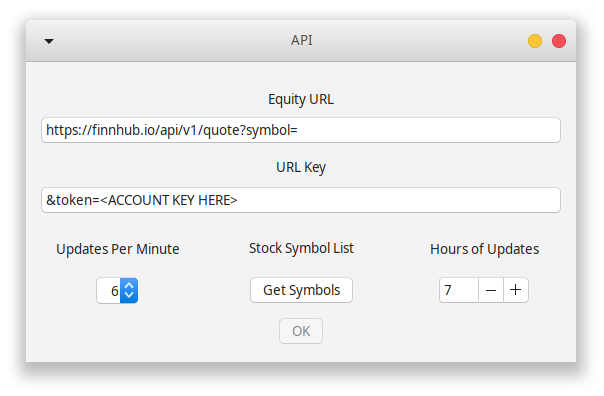 API
Equity URL
https://finnhub.io/api/v1/quote?symbol=
URL Key
&token=<ACCOUNT KEY HERE>
Updates Per Minute Stock Symbol List Hours of Updates
6 Get Symbols 7 − +
OK